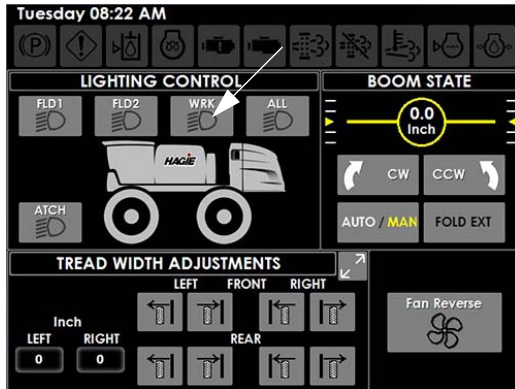 Tuesday 08:22 AM
LIGHTING CONTROL
FLD1 FLD2 WRK ALL
HAGIE
ATCH
BOOM STATE
0.0
Inch
CW CCW
AUTO / MAN FOLD EXT
TREAD WIDTH ADJUSTMENTS
LEFT FRONT RIGHT
Inch
LEFT RIGHT
0 0
REAR
Fan Reverse